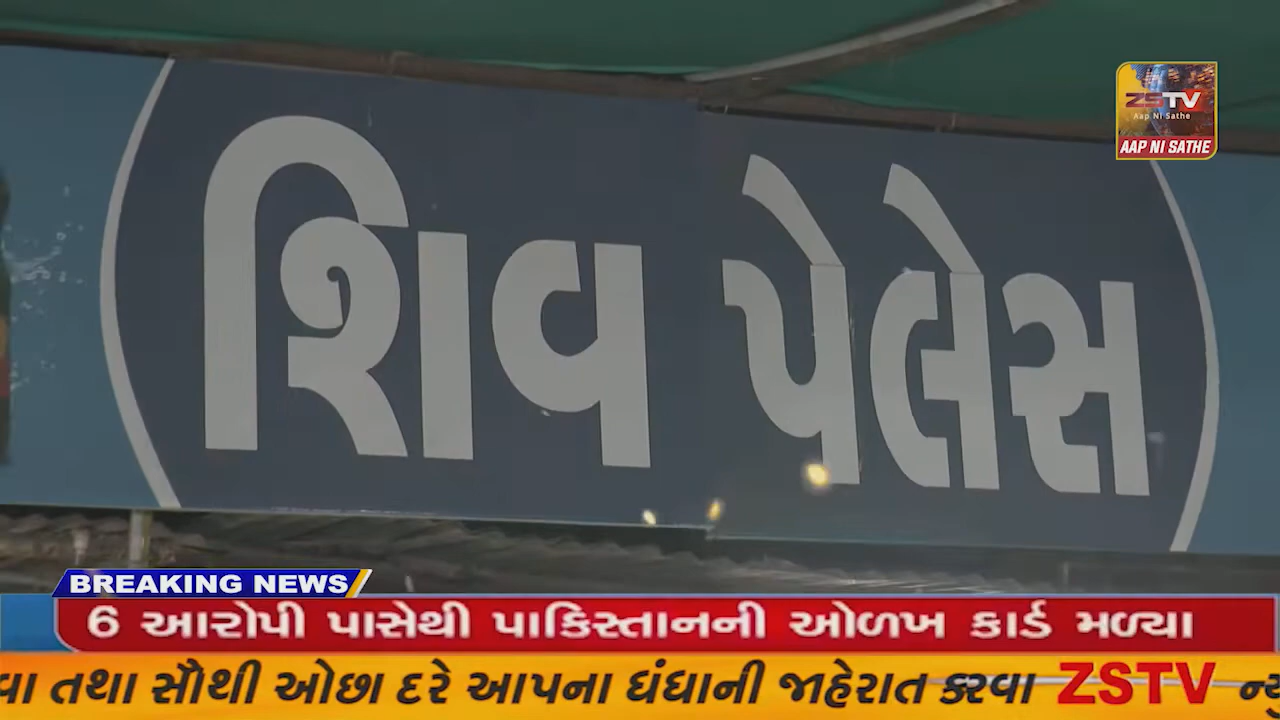 ZSTV
Aap Ni Sathe
AAP NI SATHE
શિવ પેલેસ
BREAKING NEWS
6 આરોપી પાસેથી પાકિસ્તાનની ઓળખ કાર્ડ મળ્યા
તથા સૌથી ઓછા દરે આપના ધંધાની જાહેરાત કરવા ZSTV